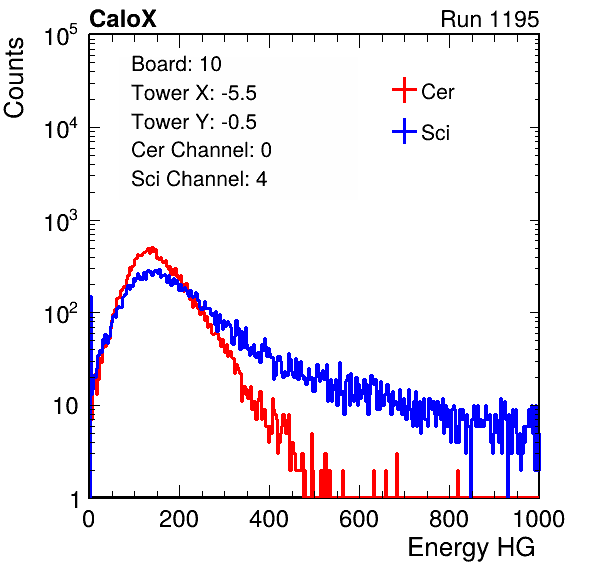 CaloX Run 1195
Counts
Board: 10
Tower X: -5.5
Tower Y: -0.5
Cer Channel: 0
Sci Channel: 4
Cer
Sci
10^5
10^4
10^3
10^2
10
1
0 200 400 600 800 1000
Energy HG